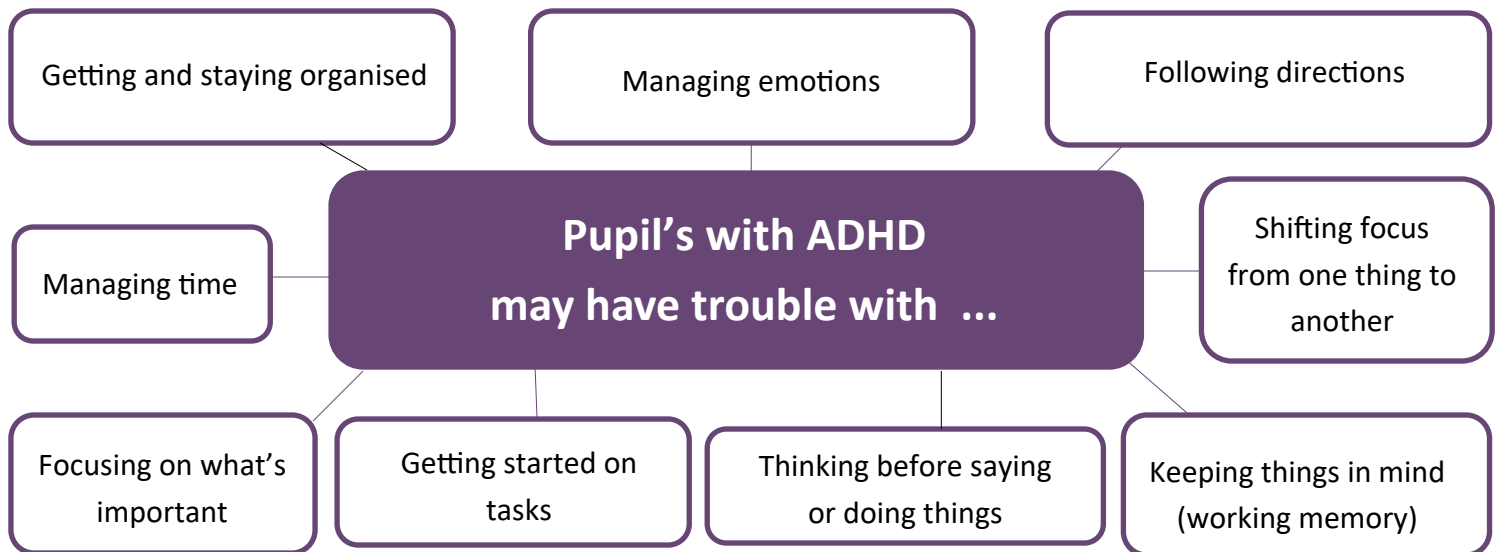 Getting and staying organised
Managing emotions
Following directions
Pupil’s with ADHD
may have trouble with ...
Managing time
Shifting focus
from one thing to
another
Focusing on what’s
important
Getting started on
tasks
Thinking before saying
or doing things
Keeping things in mind
(working memory)